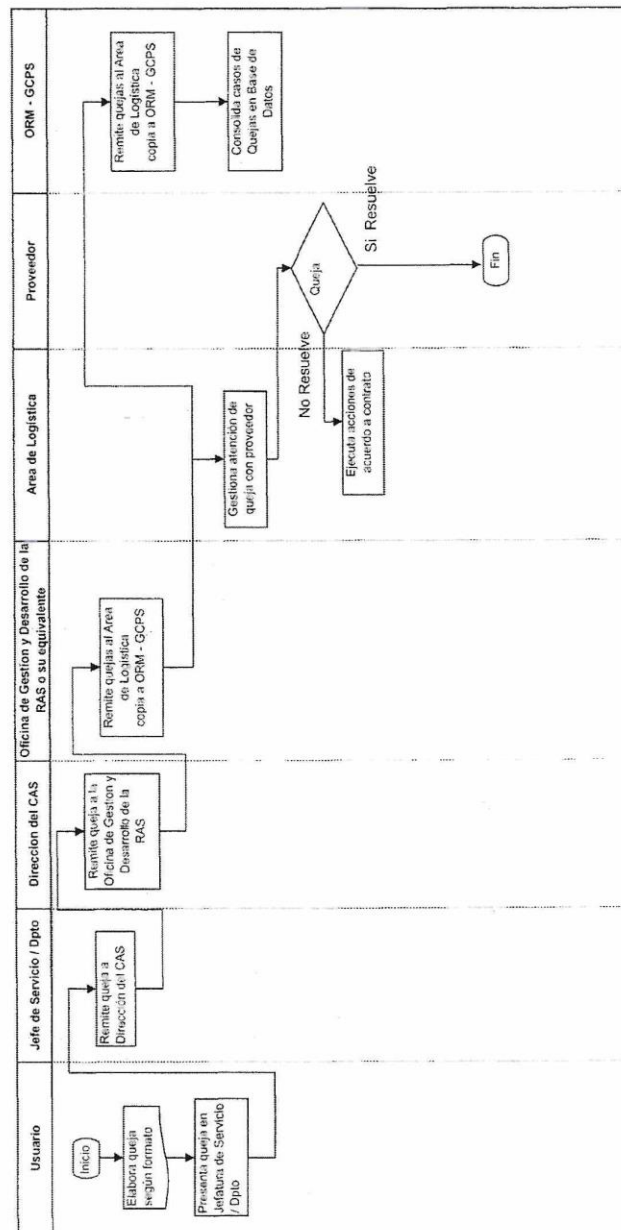 Usuario
Jefe de Servicio / Dpto
Direccion del CAS
Oficina de Gestion y Desarrollo de la
RAS o su equivalente
Area de Logística
Proveedor
ORM - GCPS
Inicio
Elabora queja
según formato
Presenta queja en
Jefatura de Servicio
/ Dpto
Remite queja a
Dirección del CAS
Remite queja a la
Oficina de Gestion y
Desarrollo de la
RAS
Remite quejas al Area
de Logística
copia a ORM - GCPS
Gestiona atención de
queja con proveedor
No Resuelve
Ejecuta acciones de
acuerdo a contrato
Queja
Si Resuelve
Fin
Remite quejas al Area
de Logística
copia a ORM - GCPS
Consolida casos de
Quejas en Base de
Datos